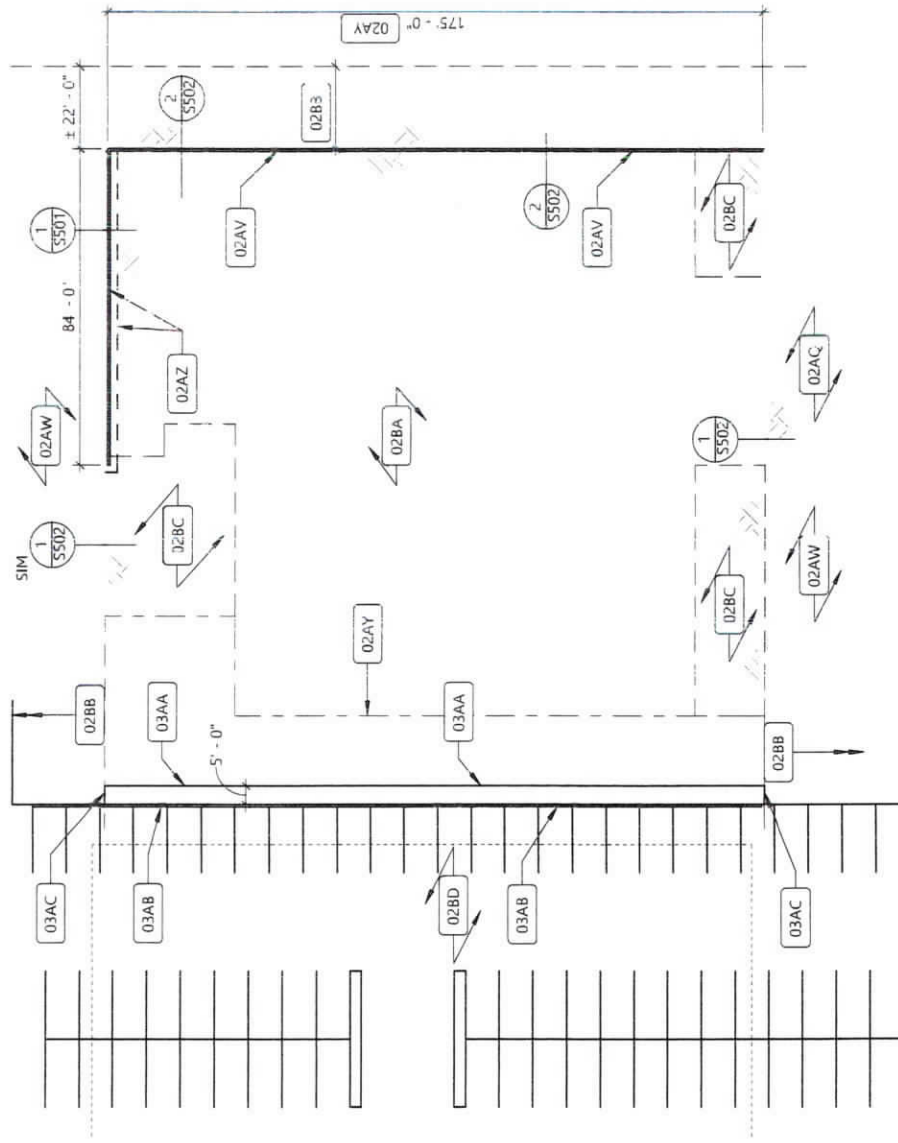 175' - 0"
02AY
± 22' - 0"
2
S502
02B3
1
S501
84 - 0'
02AV
2
S502
02AV
02BC
02AZ
02AW
02BA
02AQ
1
S502
SIM
1
S502
02BC
02BC
02AW
02AY
02BB
03AA
5' - 0"
03AA
02BB
03AC
03AB
02BD
03AB
03AC